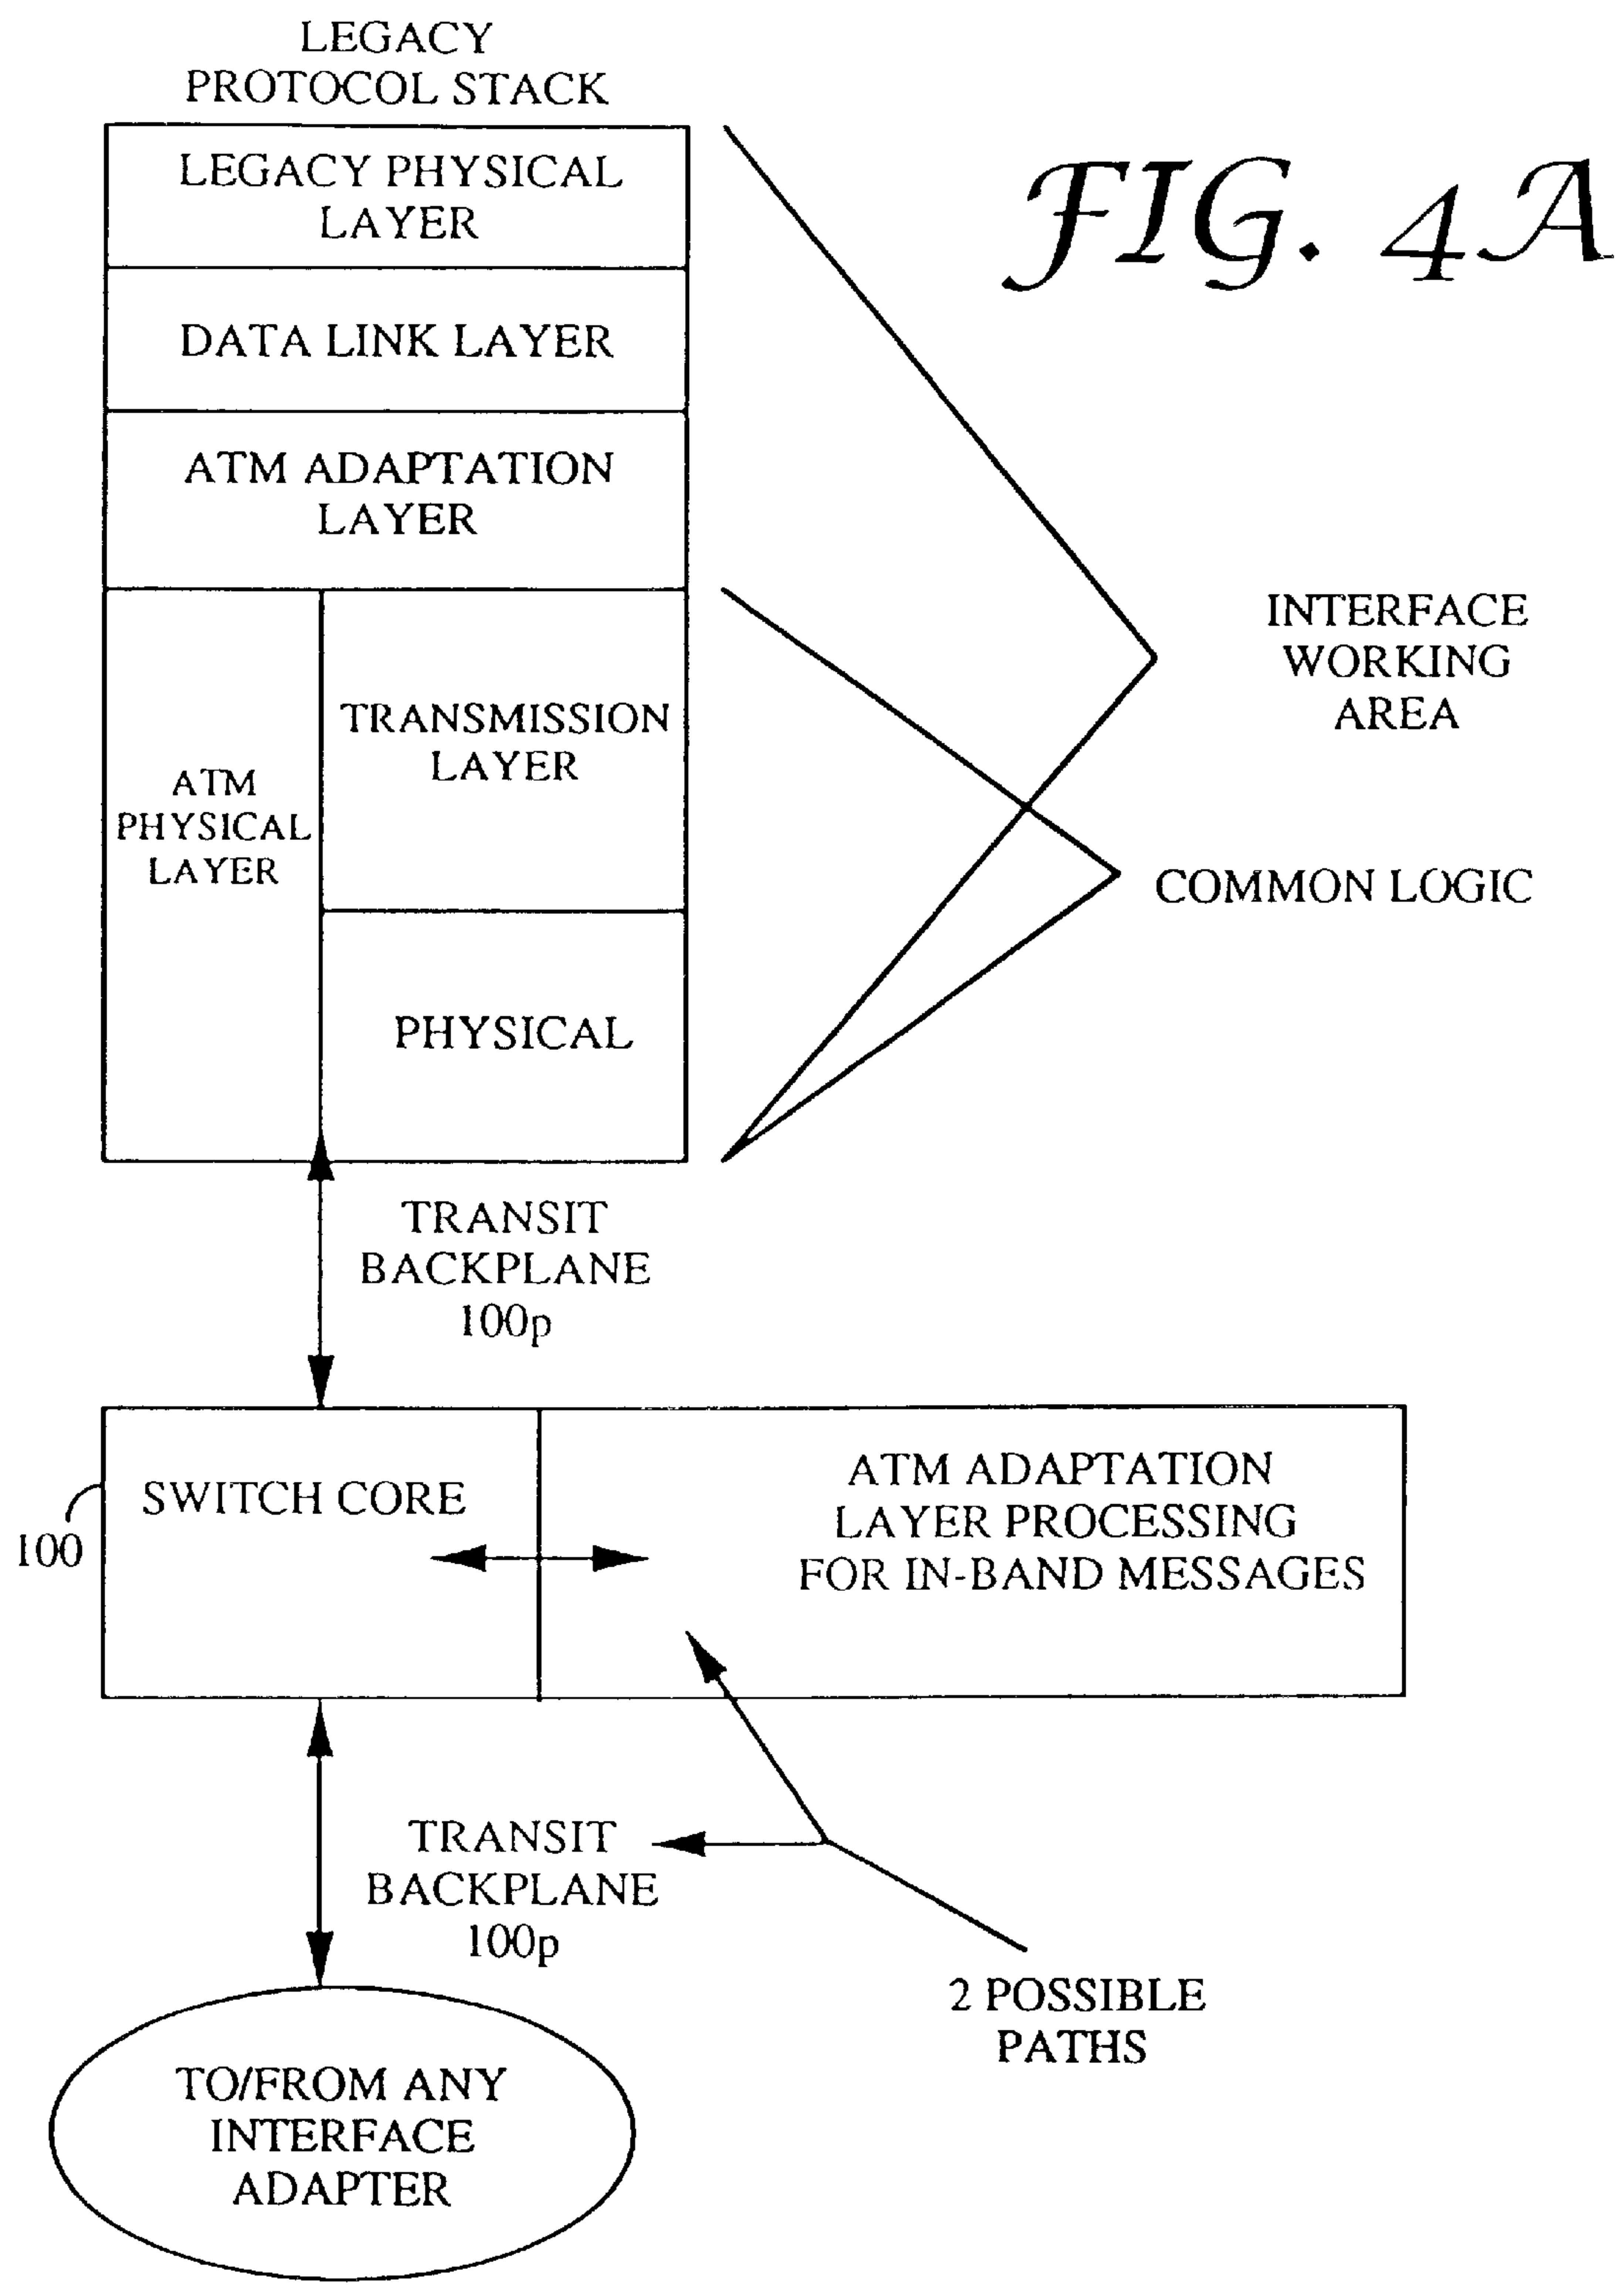 LEGACY
PROTOCOL STACK
FIG. 4A
LEGACY PHYSICAL
LAYER
DATA LINK LAYER
ATM ADAPTATION
LAYER
TRANSMISSION
LAYER
ATM
PHYSICAL
LAYER
PHYSICAL
INTERFACE
WORKING
AREA
COMMON LOGIC
TRANSIT
BACKPLANE
100p
100
SWITCH CORE
ATM ADAPTATION
LAYER PROCESSING
FOR IN-BAND MESSAGES
TRANSIT
BACKPLANE
100p
2 POSSIBLE
PATHS
TO/FROM ANY
INTERFACE
ADAPTER